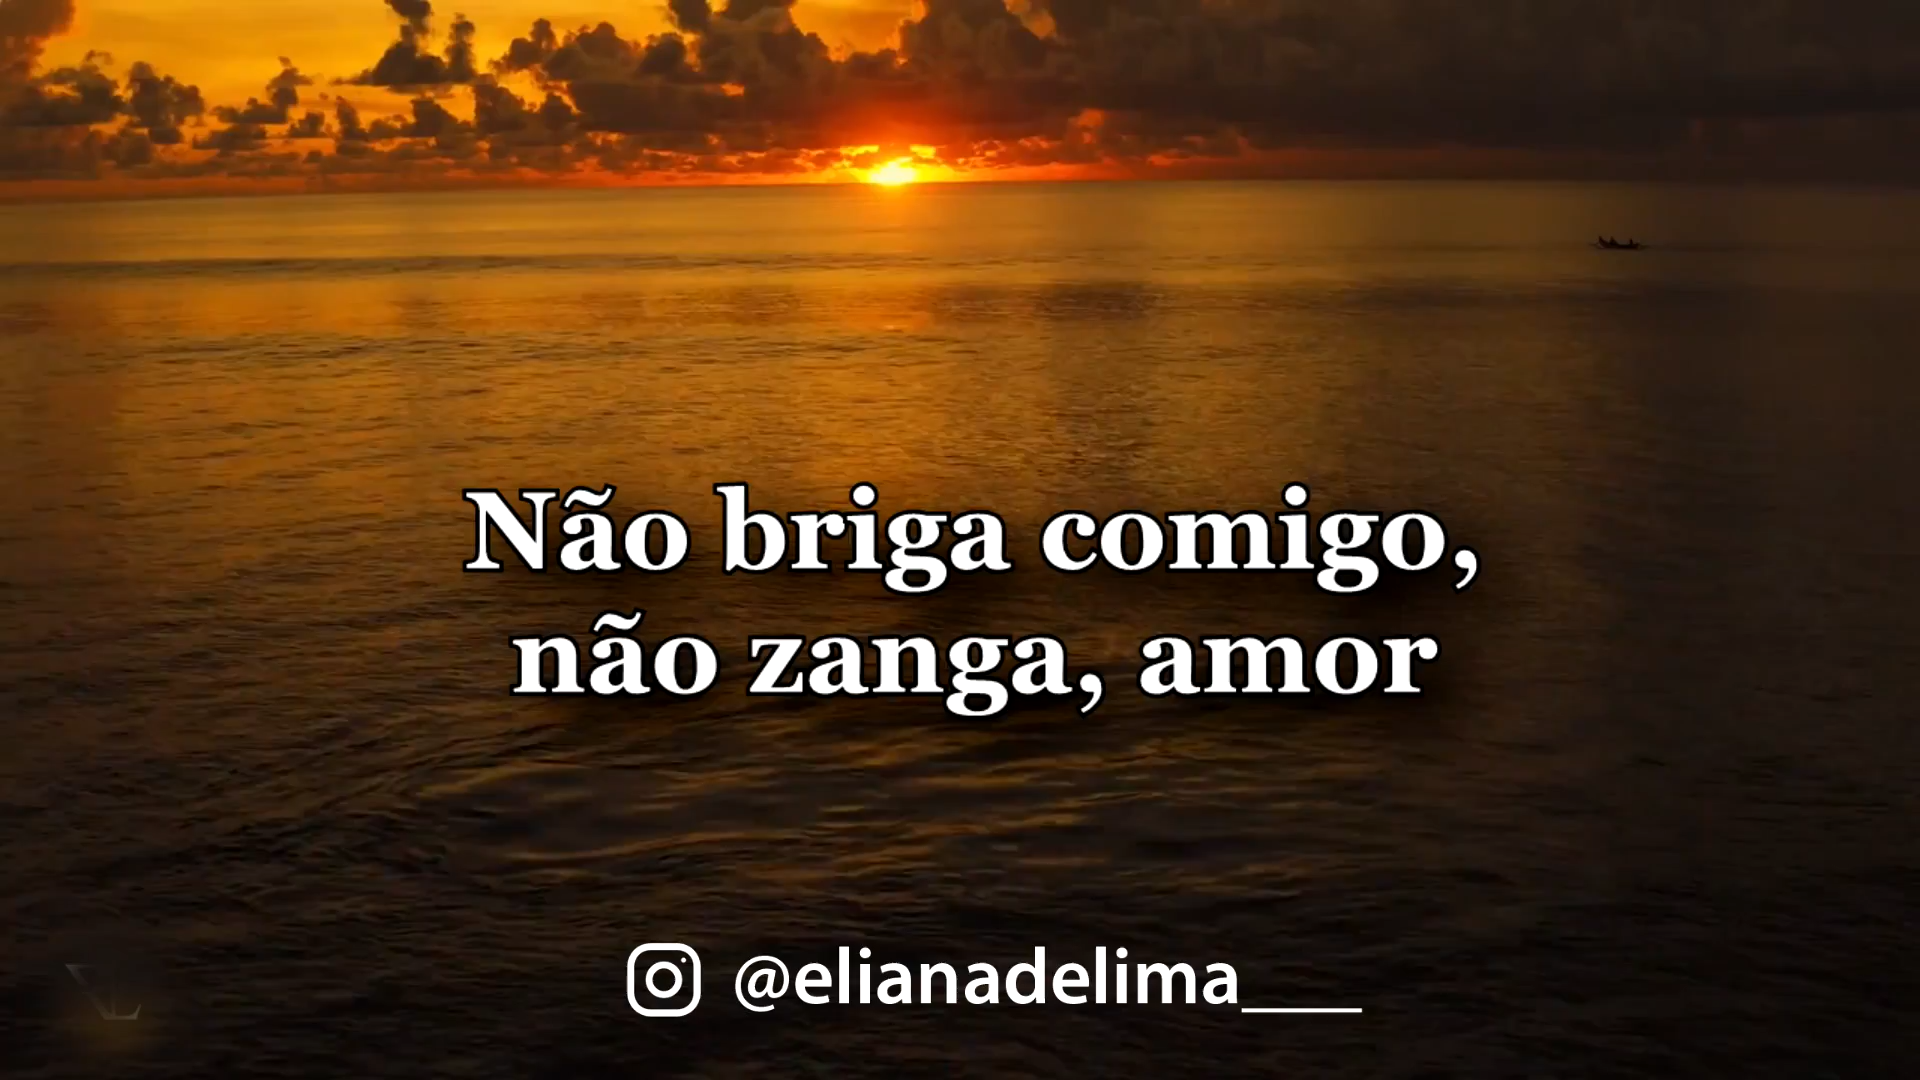 Não briga comigo,
não zanga, amor
@elianadelima___